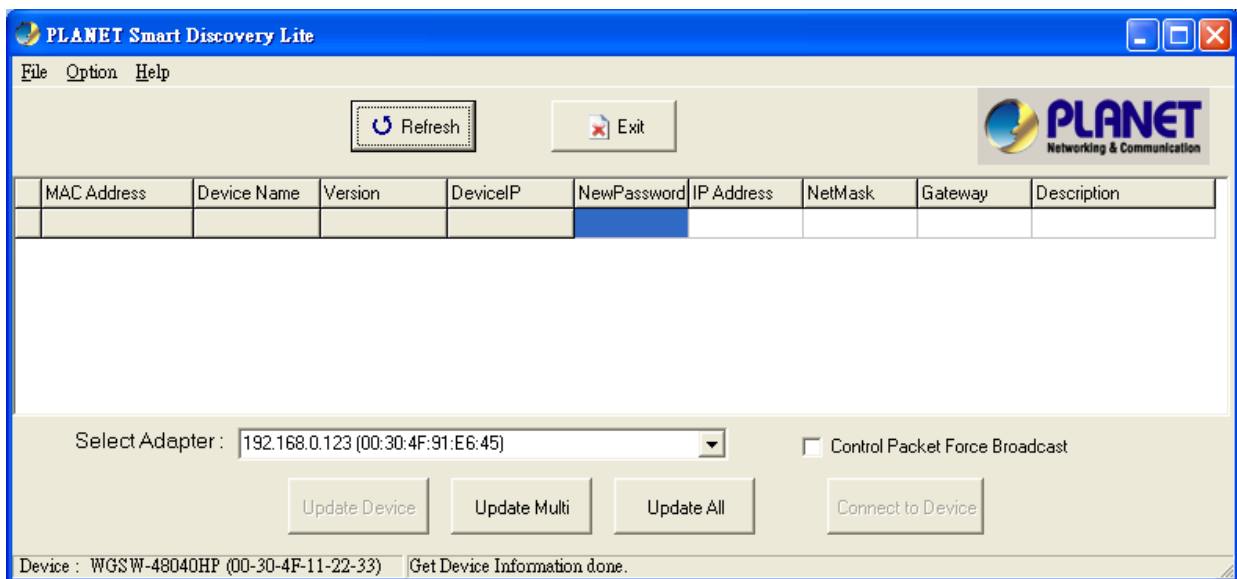 PLANET Smart Discovery Lite
File Option Help
Refresh Exit PLANET
Networking & Communication
MAC Address Device Name Version DeviceIP NewPassword IP Address NetMask Gateway Description
Select Adapter : 192.168.0.123 (00:30:4F:91:E6:45) Control Packet Force Broadcast
Update Device Update Multi Update All Connect to Device
Device : WGSW-48040HP (00-30-4F-11-22-33) Get Device Information done.